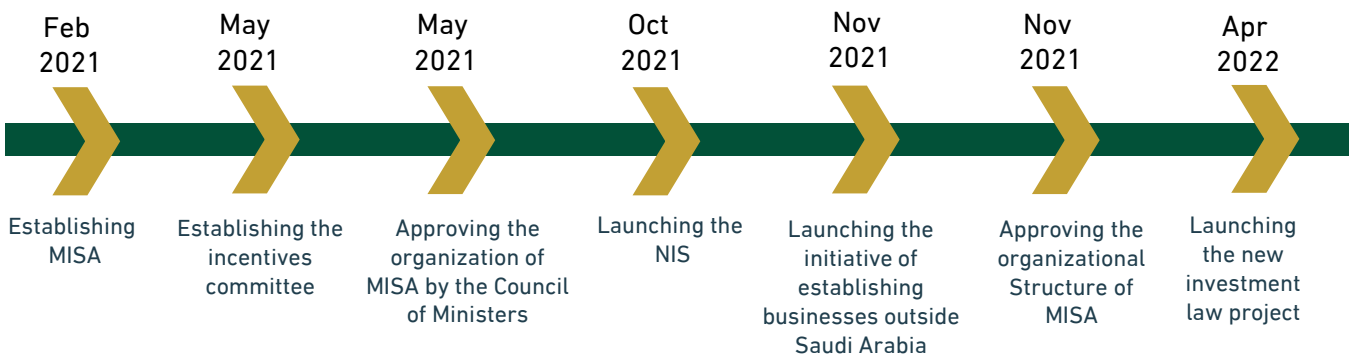 Feb
2021
May
2021
May
2021
Oct
2021
Nov
2021
Nov
2021
Apr
2022
Establishing
MISA
Establishing the
incentives
committee
Approving the
organization of
MISA by the Council
of Ministers
Launching the
NIS
Launching the
initiative of
establishing
businesses outside
Saudi Arabia
Approving the
organizational
Structure of
MISA
Launching
the new
investment
law project